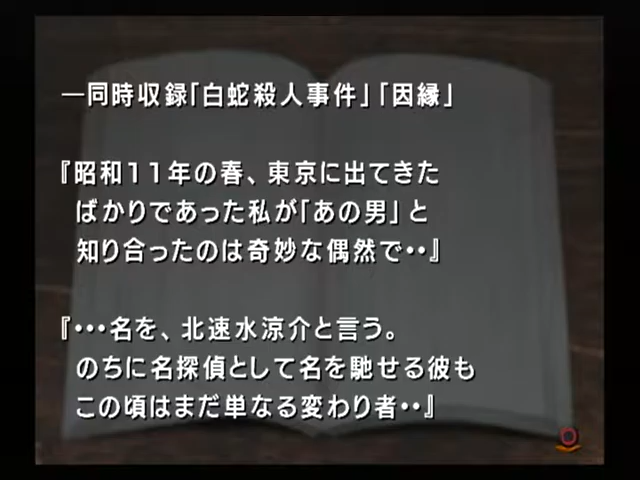 ―同時収録「白蛇殺人事件」「因縁」
『昭和１１年の春、東京に出てきた
ばかりであった私が「あの男」と
知り合ったのは奇妙な偶然で・・』
『・・・名を、北速水涼介と言う。
のちに名探偵として名を馳せる彼も
この頃はまだ単なる変わり者・・』